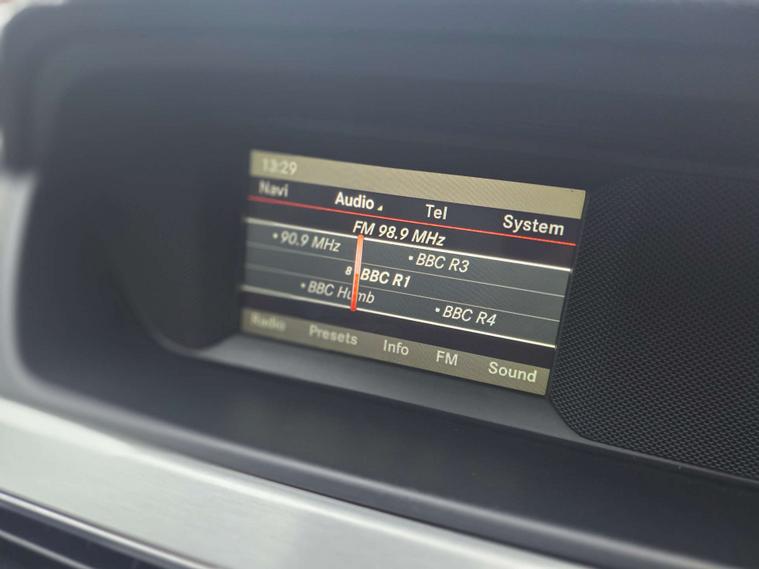 13:29
Navi Audio Tel System
FM 98.9 MHz
90.9 MHz • BBC R3
8 BBC R1
BBC Humb • BBC R4
Radio Presets Info FM Sound